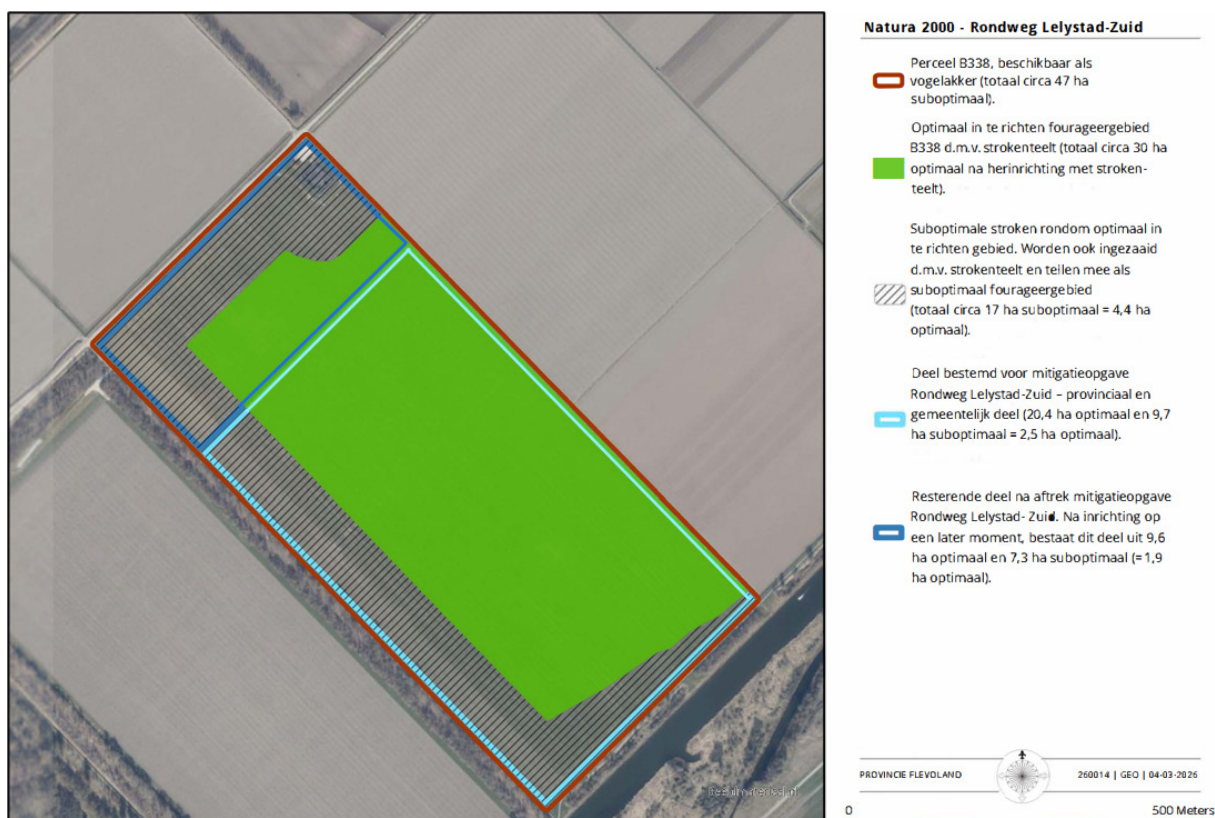 Natura 2000 - Rondweg Lelystad-Zuid
Perceel B338, beschikbaar als
vogelakker (totaal circa 47 ha
suboptimaal).
Optimaal in te richten fourageergebied
B338 d.m.v. strokenteelt (totaal circa 30 ha
optimaal na herinrichting met stroken-
teelt).
Suboptimale stroken rondom optimaal in
te richten gebied. Worden ook ingezaaid
d.m.v. strokenteelt en teilen mee als
suboptimaal fourageergebied
(totaal circa 17 ha suboptimaal = 4,4 ha
optimaal).
Deel bestemd voor mitigatieopgave
Rondweg Lelystad-Zuid – provinciaal en
gemeentelijk deel (20,4 ha optimaal en 9,7
ha suboptimaal = 2,5 ha optimaal).
Resterende deel na aftrek mitigatieopgave
Rondweg Lelystad- Zuid. Na inrichting op
een later moment, bestaat dit deel uit 9,6
ha optimaal en 7,3 ha suboptimaal (= 1,9
ha optimaal).
PROVINCIE FLEVOLAND
260014 | GEO | 04-03-2026
0 500 Meters